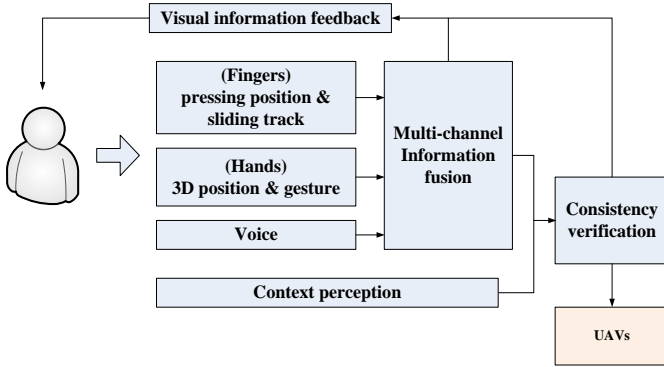 Visual information feedback
(Fingers)
pressing position &
sliding track
(Hands)
3D position & gesture
Voice
Context perception
Multi-channel
Information
fusion
Consistency
verification
UAVs